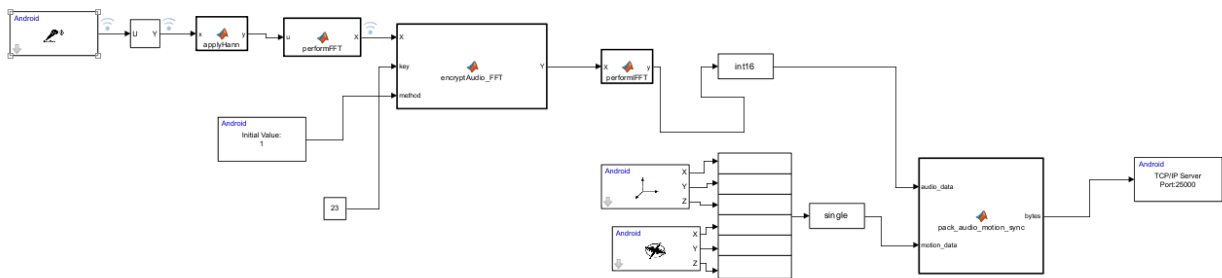 Android
U Y
x y
applyHann
u X
performFFT
X
key
method
Y
encryptAudio_FFT
X y
performIFFT
int16
Android
Initial Value:
1
23
Android
X
Y
Z
Android
X
Y
Z
single
audio_data
motion_data
bytes
pack_audio_motion_sync
Android
TCP/IP Server
Port:25000